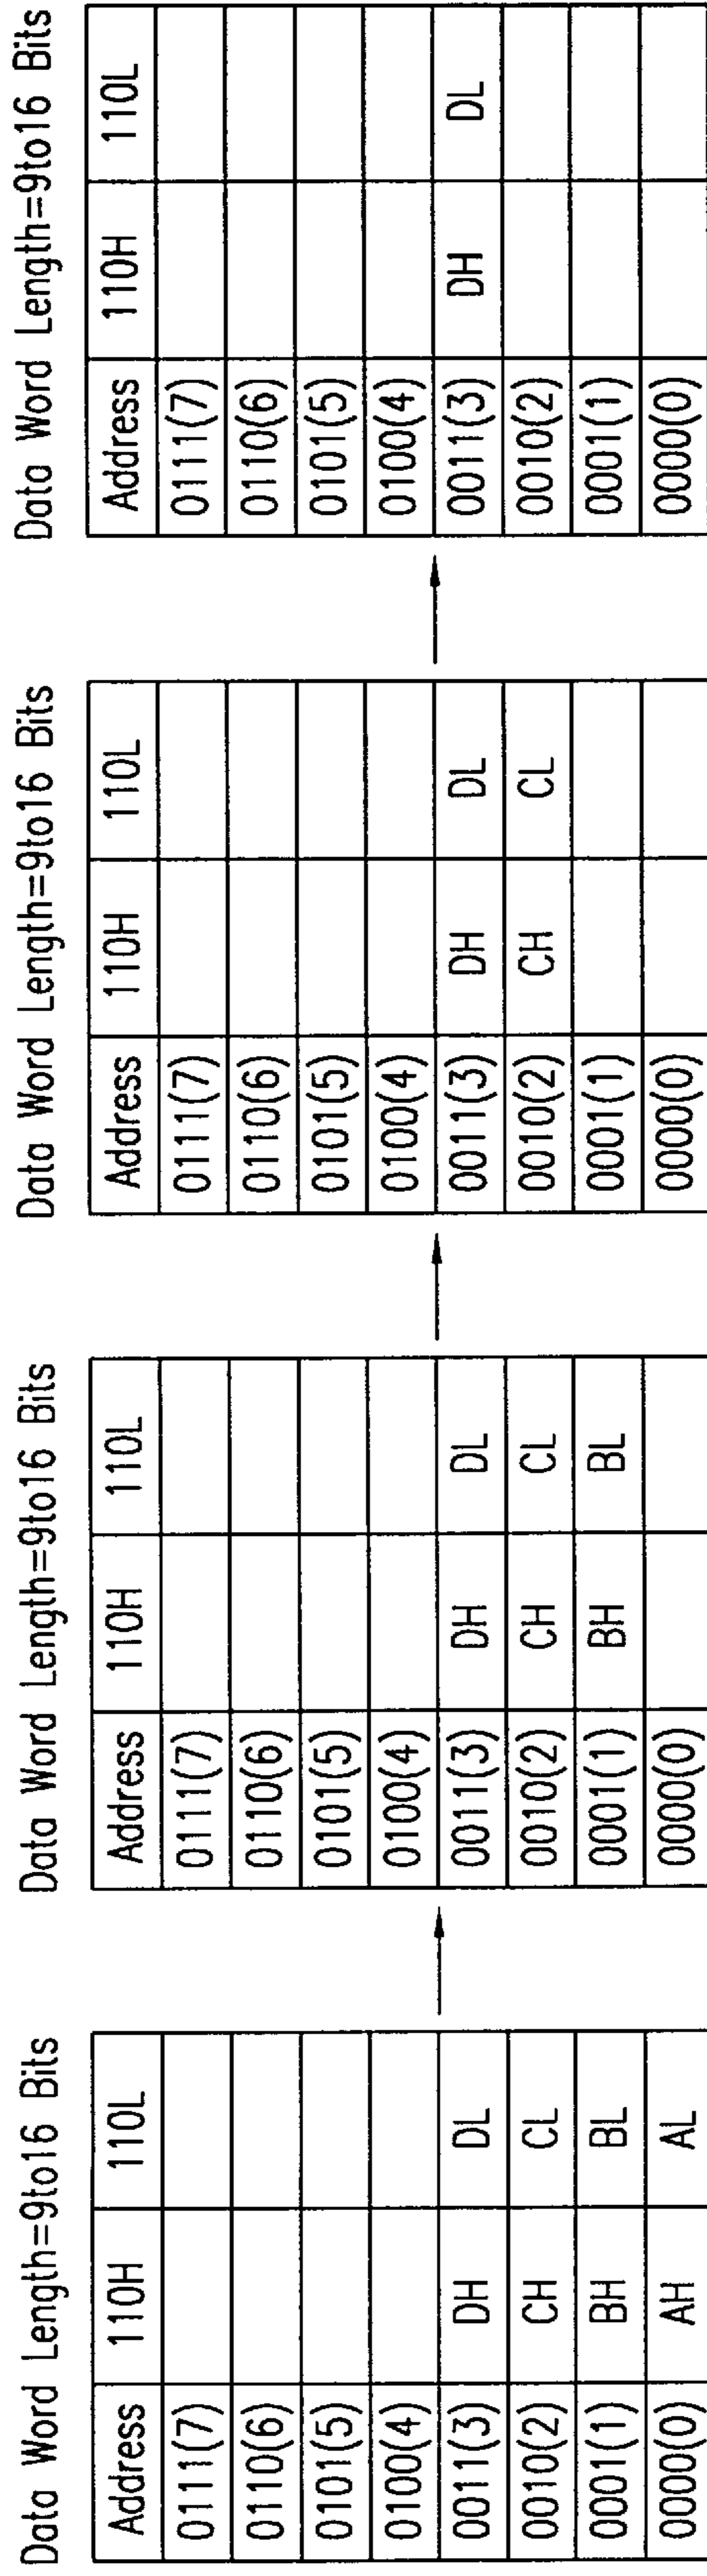 Data Word Length=9to16 Bits
Address 110H 110L
0111(7)
0110(6)
0101(5)
0100(4)
0011(3) DH DL
0010(2) CH CL
0001(1) BH BL
0000(0) AH AL
Data Word Length=9to16 Bits
Address 110H 110L
0111(7)
0110(6)
0101(5)
0100(4)
0011(3) DH DL
0010(2) CH CL
0001(1) BH BL
0000(0)
Data Word Length=9to16 Bits
Address 110H 110L
0111(7)
0110(6)
0101(5)
0100(4)
0011(3) DH DL
0010(2) CH CL
0001(1)
0000(0)
Data Word Length=9to16 Bits
Address 110H 110L
0111(7)
0110(6)
0101(5)
0100(4)
0011(3) DH DL
0010(2)
0001(1)
0000(0)